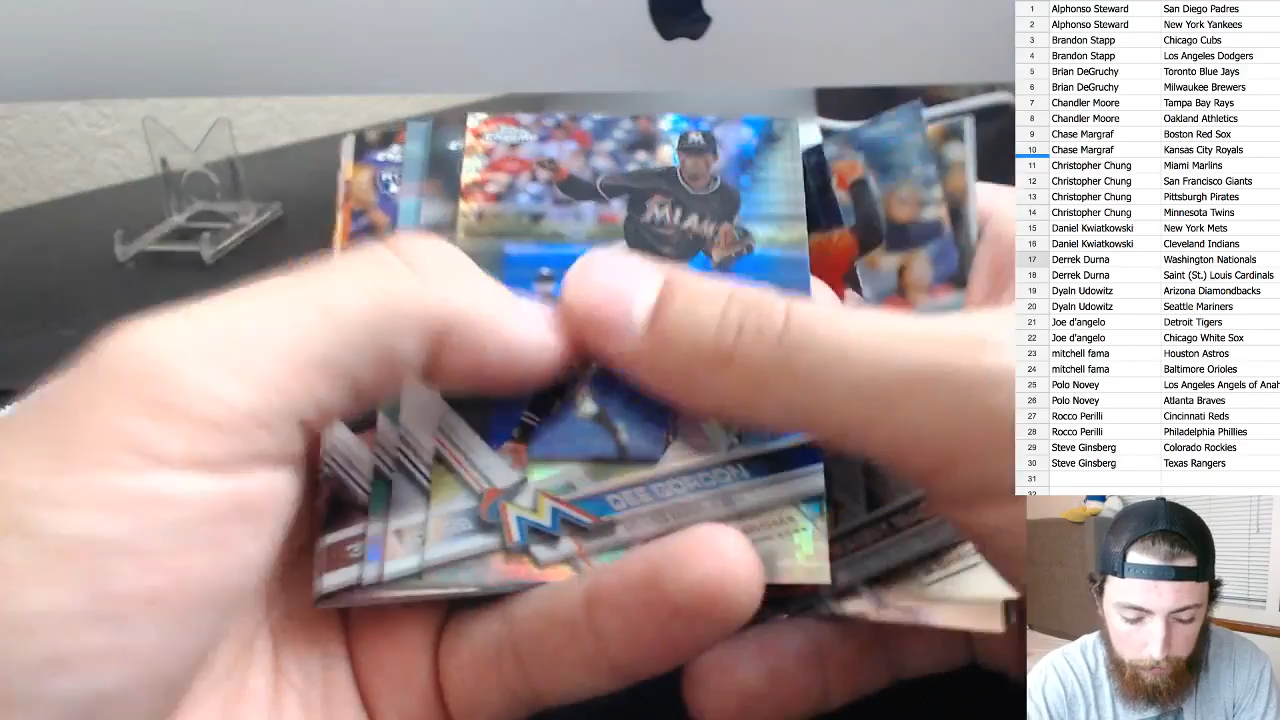 1 Alphonso Steward San Diego Padres
2 Alphonso Steward New York Yankees
3 Brandon Stapp Chicago Cubs
4 Brandon Stapp Los Angeles Dodgers
5 Brian DeGruchy Toronto Blue Jays
6 Brian DeGruchy Milwaukee Brewers
7 Chandler Moore Tampa Bay Rays
8 Chandler Moore Oakland Athletics
9 Chase Margraf Boston Red Sox
10 Chase Margraf Kansas City Royals
11 Christopher Chung Miami Marlins
12 Christopher Chung San Francisco Giants
13 Christopher Chung Pittsburgh Pirates
14 Christopher Chung Minnesota Twins
15 Daniel Kwiatkowski New York Mets
16 Daniel Kwiatkowski Cleveland Indians
17 Derrek Durna Washington Nationals
18 Derrek Durna Saint (St.) Louis Cardinals
19 Dyaln Udowitz Arizona Diamondbacks
20 Dyaln Udowitz Seattle Mariners
21 Joe d'angelo Detroit Tigers
22 Joe d'angelo Chicago White Sox
23 mitchell fama Houston Astros
24 mitchell fama Baltimore Orioles
25 Polo Novey Los Angeles Angels of Anah
26 Polo Novey Atlanta Braves
27 Rocco Perilli Cincinnati Reds
28 Rocco Perilli Philadelphia Phillies
29 Steve Ginsberg Colorado Rockies
30 Steve Ginsberg Texas Rangers
31
32
MIAMI
DEE GORDON